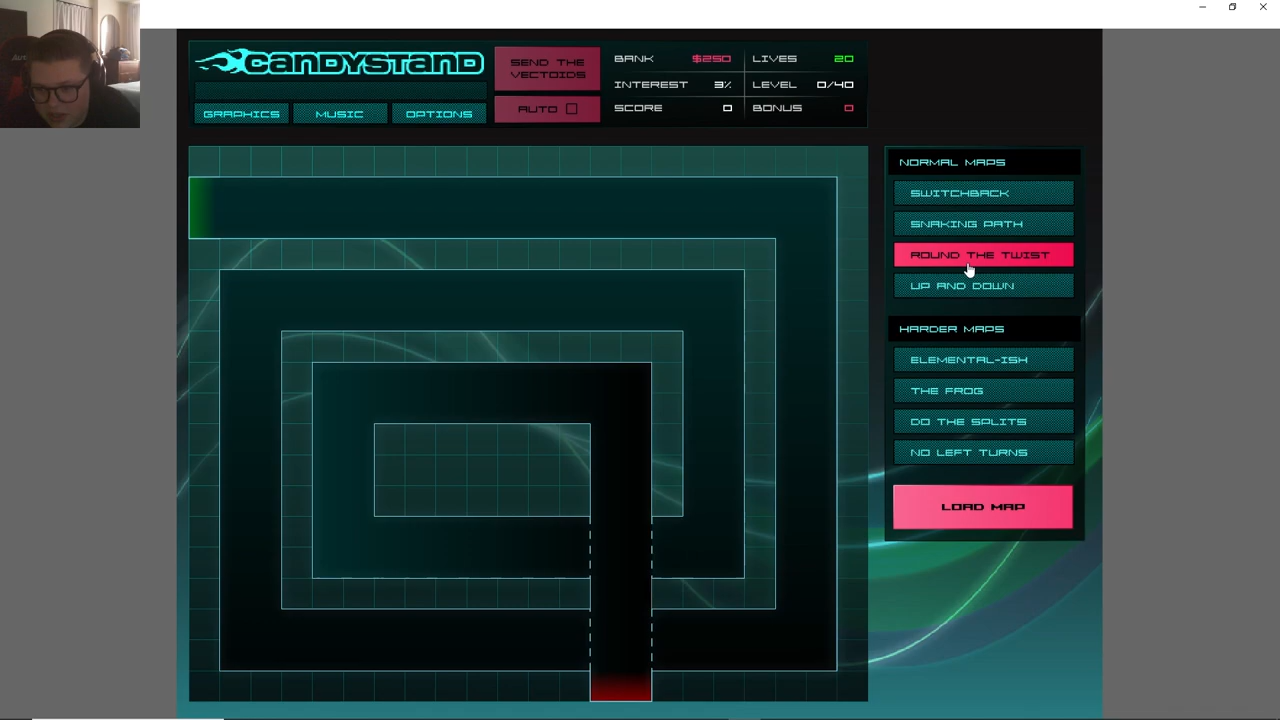 CANDYSTAND
GRAPHICS
MUSIC
OPTIONS
SEND THE
VECTOIDS
AUTO
BANK $250
INTEREST 3%
SCORE 0
LIVES 20
LEVEL 0/40
BONUS 0
NORMAL MAPS
SWITCHBACK
SNAKING PATH
ROUND THE TWIST
UP AND DOWN
HARDER MAPS
ELEMENTAL-ISH
THE FROG
DO THE SPLITS
NO LEFT TURNS
LOAD MAP